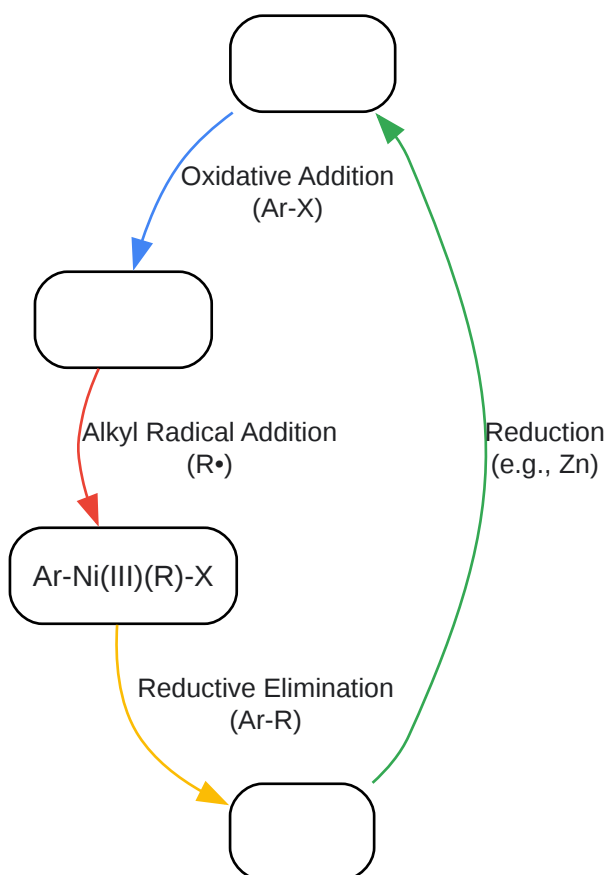 Oxidative Addition
(Ar-X)
Alkyl Radical Addition
(R•)
Reduction
(e.g., Zn)
Ar-Ni(III)(R)-X
Reductive Elimination
(Ar-R)